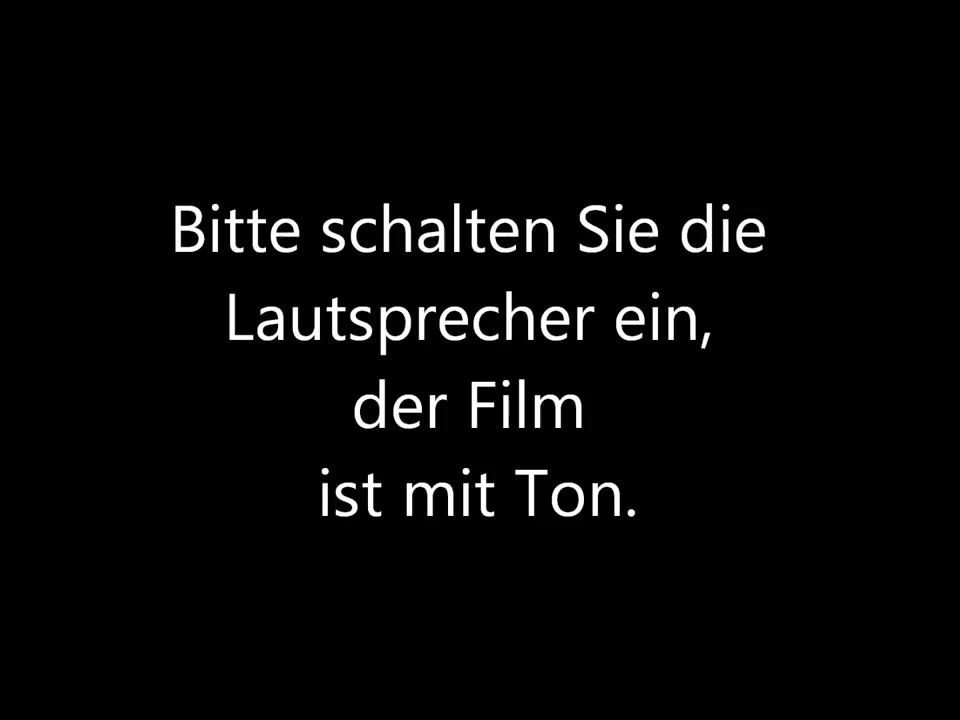 Bitte schalten Sie die
Lautsprecher ein,
der Film
ist mit Ton.